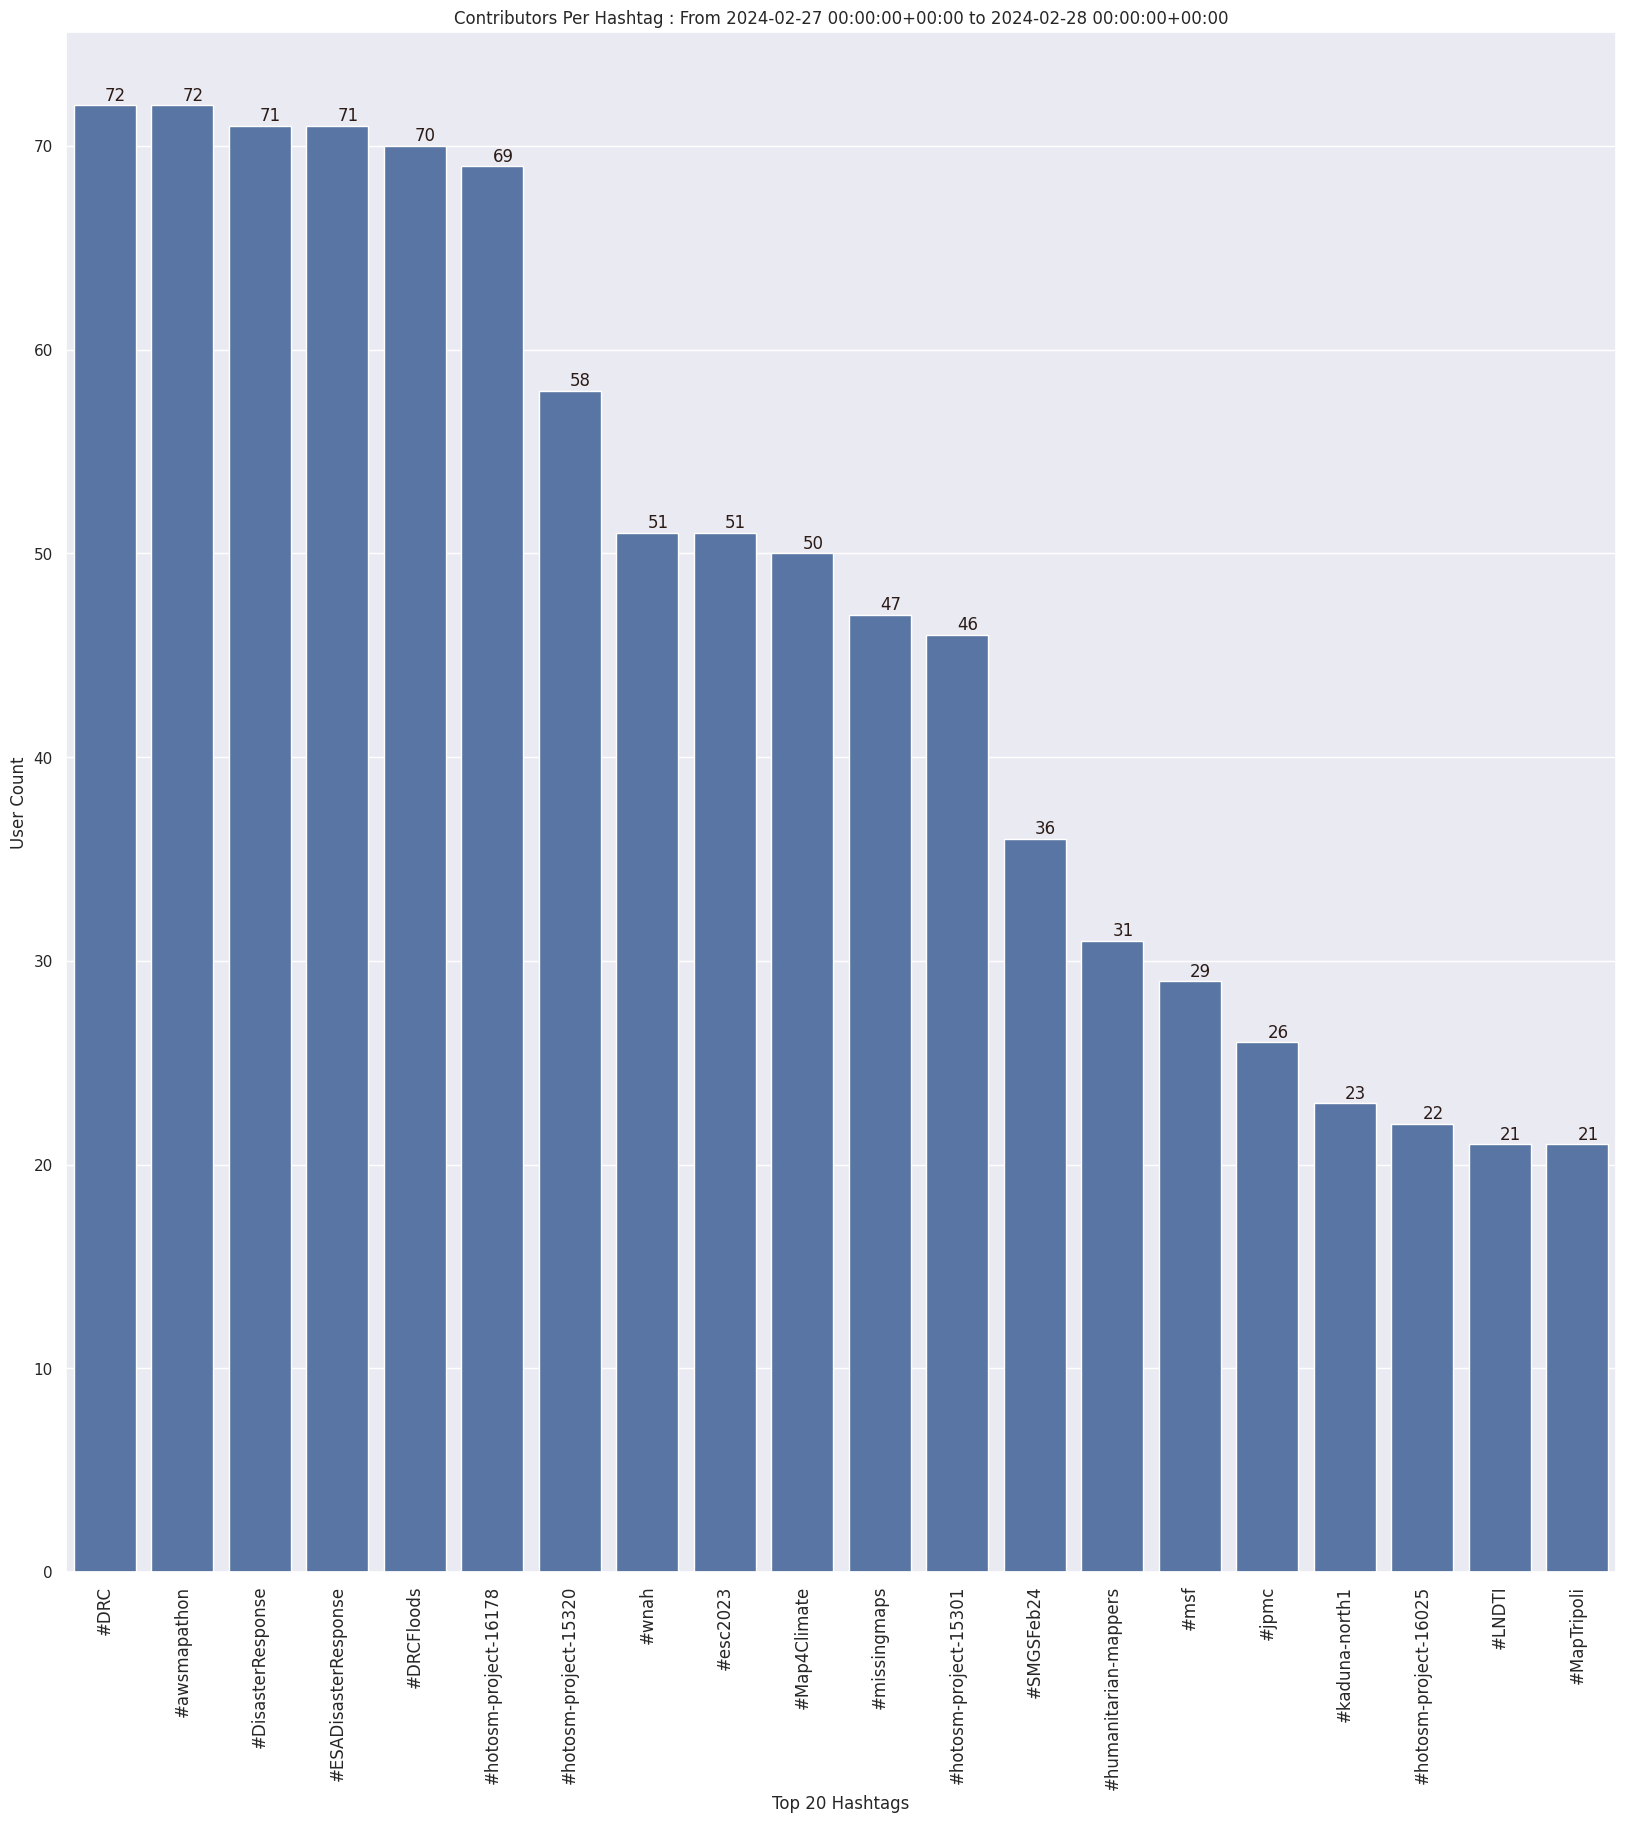 Contributors Per Hashtag : From 2024-02-27 00:00:00+00:00 to 2024-02-28 00:00:00+00:00
72
72
71
71
70
69
58
51
51
50
47
46
36
31
29
26
23
22
21
21
70
60
50
40
30
20
10
0
User Count
#DRC
#awsmapathon
#DisasterResponse
#ESADisasterResponse
#DRCFloods
#hotosm-project-16178
#hotosm-project-15320
#wnah
#esc2023
#Map4Climate
#missingmaps
#hotosm-project-15301
#SMGSFeb24
#humanitarian-mappers
#msf
#jpmc
#kaduna-north1
#hotosm-project-16025
#LNDTI
#MapTripoli
Top 20 Hashtags